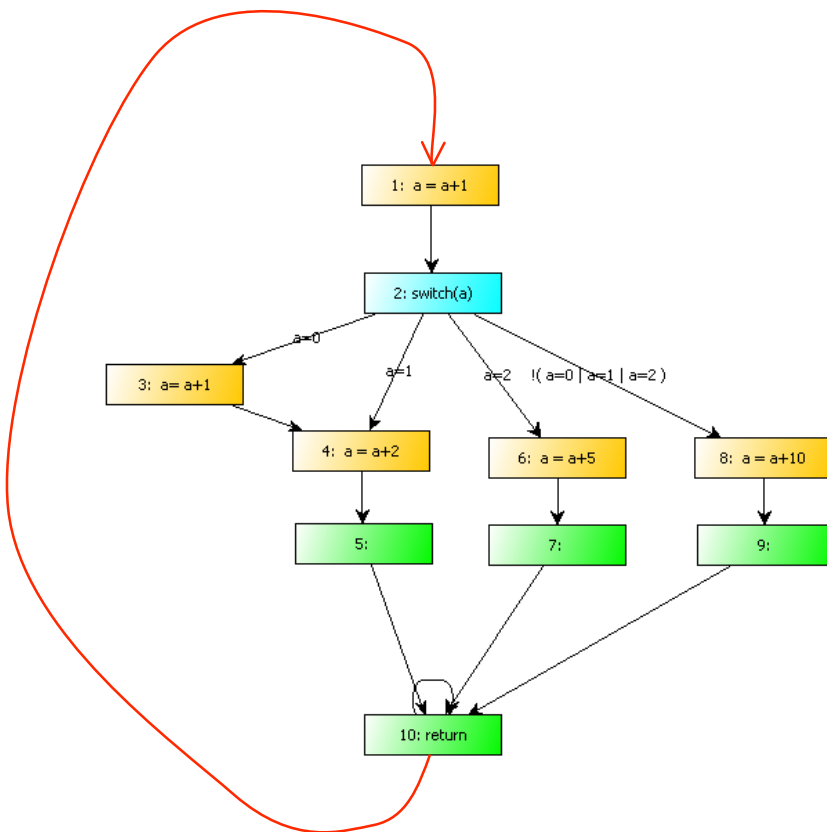 1:  a = a+1
2: switch(a)
a=0
a=1
a=2
!( a=0 | a=1 | a=2 )
3:  a= a+1
4:  a = a+2
6:  a = a+5
8:  a = a+10
5:
7:
9:
10: return